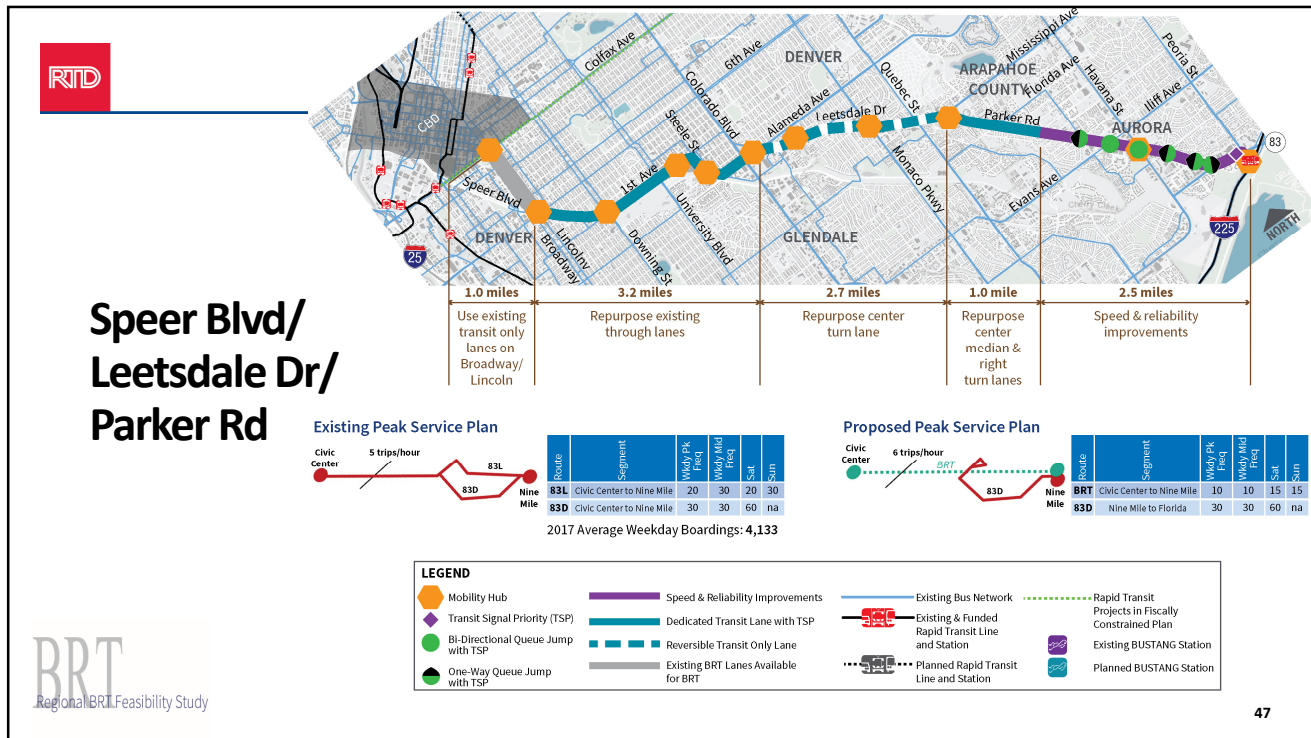 RTD
Speer Blvd/
Leetsdale Dr/
Parker Rd
CBD
Colfax Ave
6th Ave
DENVER
Colorado Blvd
Steele St
Alameda Ave
Leetsdale Dr
Quebec St
ARAPAHOE
COUNTY
Mississippi Ave
Florida Ave
Parker Rd
Havana St
Iliff Ave
Peoria St
AURORA
83
Speer Blvd
1st Ave
Monaco Pkwy
Evans Ave
Cherry Creek
University Blvd
DENVER
Lincolnv
Broadway
Downing St
GLENDALE
25
225
NORTH
1.0 miles
Use existing
transit only
lanes on
Broadway/
Lincoln
3.2 miles
Repurpose existing
through lanes
2.7 miles
Repurpose center
turn lane
1.0 mile
Repurpose
center
median &
right
turn lanes
2.5 miles
Speed & reliability
improvements
Existing Peak Service Plan
Civic
Center
5 trips/hour
83L
83D
Nine
Mile
Route Segment Wkdy Pk Freq Wkdy Mid Freq Sat Sun
83L Civic Center to Nine Mile 20 30 20 30
83D Civic Center to Nine Mile 30 30 60 na
2017 Average Weekday Boardings: 4,133
Proposed Peak Service Plan
Civic
Center
6 trips/hour
BRT
83D
Nine
Mile
Route Segment Wkdy Pk Freq Wkdy Mid Freq Sat Sun
BRT Civic Center to Nine Mile 10 10 15 15
83D Nine Mile to Florida 30 30 60 na
LEGEND
Mobility Hub
Transit Signal Priority (TSP)
Bi-Directional Queue Jump
with TSP
One-Way Queue Jump
with TSP
Speed & Reliability Improvements
Dedicated Transit Lane with TSP
Reversible Transit Only Lane
Existing BRT Lanes Available
for BRT
Existing Bus Network
Existing & Funded
Rapid Transit Line
and Station
Planned Rapid Transit
Line and Station
Rapid Transit
Projects in Fiscally
Constrained Plan
Existing BUSTANG Station
Planned BUSTANG Station
BRT
Regional BRT Feasibility Study
47